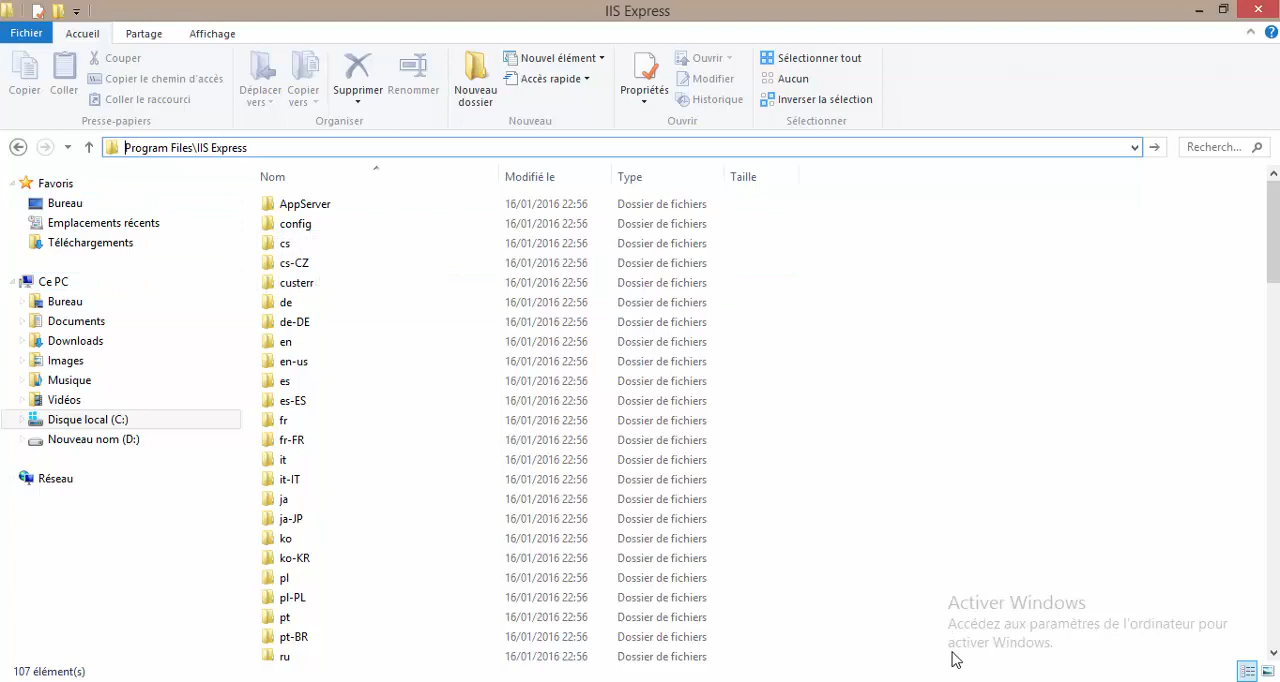 IIS Express
Fichier Accueil Partage Affichage
Copier
Coller
Couper
Copier le chemin d'accès
Coller le raccourci
Presse-papiers
Déplacer vers
Copier vers
Supprimer
Renommer
Organiser
Nouveau dossier
Nouvel élément
Accès rapide
Nouveau
Propriétés
Ouvrir
Modifier
Historique
Ouvrir
Sélectionner tout
Aucun
Inverser la sélection
Sélectionner
Program Files\IIS Express
Recherch...
Favoris
Bureau
Emplacements récents
Téléchargements
Ce PC
Bureau
Documents
Downloads
Images
Musique
Vidéos
Disque local (C:)
Nouveau nom (D:)
Réseau
Nom Modifié le Type Taille
AppServer 16/01/2016 22:56 Dossier de fichiers
config 16/01/2016 22:56 Dossier de fichiers
cs 16/01/2016 22:56 Dossier de fichiers
cs-CZ 16/01/2016 22:56 Dossier de fichiers
custerr 16/01/2016 22:56 Dossier de fichiers
de 16/01/2016 22:56 Dossier de fichiers
de-DE 16/01/2016 22:56 Dossier de fichiers
en 16/01/2016 22:56 Dossier de fichiers
en-us 16/01/2016 22:56 Dossier de fichiers
es 16/01/2016 22:56 Dossier de fichiers
es-ES 16/01/2016 22:56 Dossier de fichiers
fr 16/01/2016 22:56 Dossier de fichiers
fr-FR 16/01/2016 22:56 Dossier de fichiers
it 16/01/2016 22:56 Dossier de fichiers
it-IT 16/01/2016 22:56 Dossier de fichiers
ja 16/01/2016 22:56 Dossier de fichiers
ja-JP 16/01/2016 22:56 Dossier de fichiers
ko 16/01/2016 22:56 Dossier de fichiers
ko-KR 16/01/2016 22:56 Dossier de fichiers
pl 16/01/2016 22:56 Dossier de fichiers
pl-PL 16/01/2016 22:56 Dossier de fichiers
pt 16/01/2016 22:56 Dossier de fichiers
pt-BR 16/01/2016 22:56 Dossier de fichiers
ru 16/01/2016 22:56 Dossier de fichiers
Activer Windows
Accédez aux paramètres de l'ordinateur pour
activer Windows.
107 élément(s)